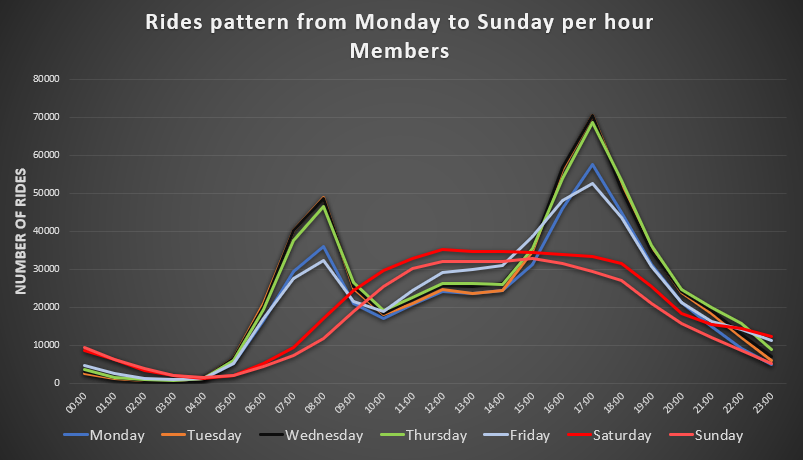 Rides pattern from Monday to Sunday per hour
Members
NUMBER OF RIDES
80000
70000
60000
50000
40000
30000
20000
10000
0
00:00 01:00 02:00 03:00 04:00 05:00 06:00 07:00 08:00 09:00 10:00 11:00 12:00 13:00 14:00 15:00 16:00 17:00 18:00 19:00 20:00 21:00 22:00 23:00
Monday Tuesday Wednesday Thursday Friday Saturday Sunday